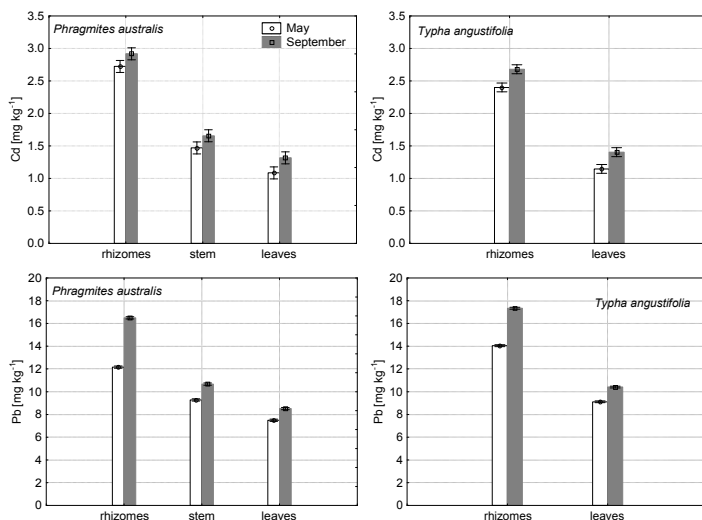 Phragmites australis
May
September
Cd [mg kg⁻¹]
3.5
3.0
2.5
2.0
1.5
1.0
0.5
0.0
rhizomes stem leaves
Typha angustifolia
Cd [mg kg⁻¹]
3.5
3.0
2.5
2.0
1.5
1.0
0.5
0.0
rhizomes leaves
Phragmites australis
Pb [mg kg⁻¹]
20
18
16
14
12
10
8
6
4
2
0
rhizomes stem leaves
Typha angustifolia
Pb [mg kg⁻¹]
20
18
16
14
12
10
8
6
4
2
0
rhizomes leaves